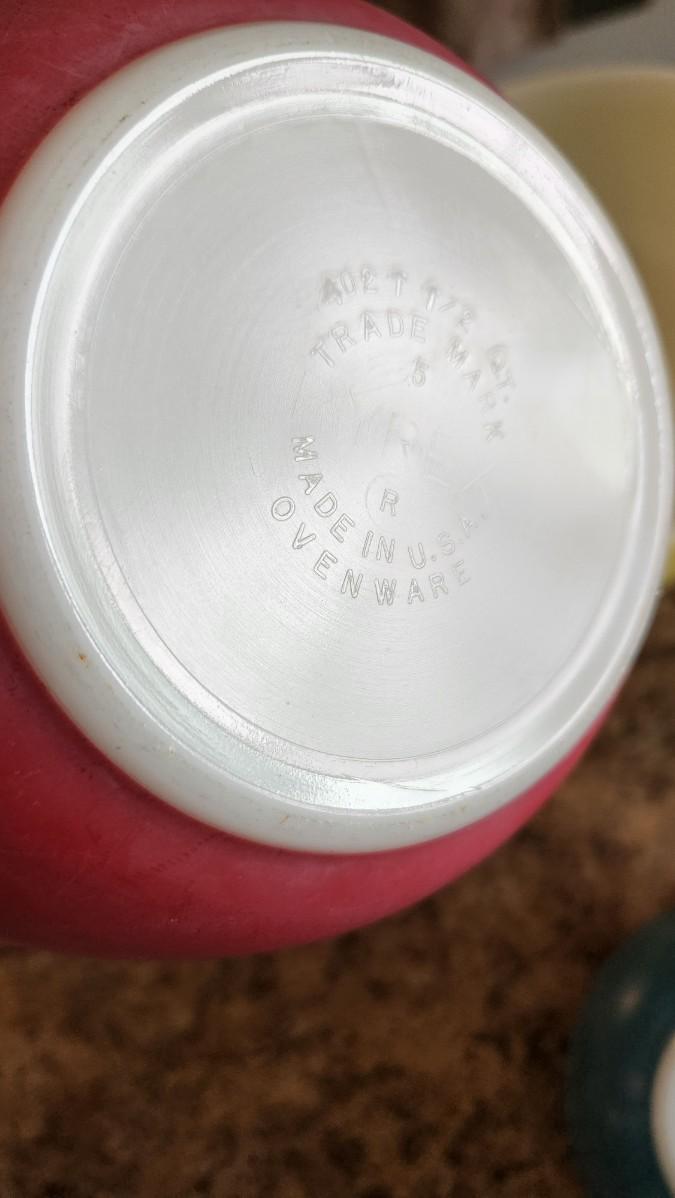 402 T 1 1/2 QT.
TRADE MARK
5
R
MADE IN U.S.A.
OVENWARE